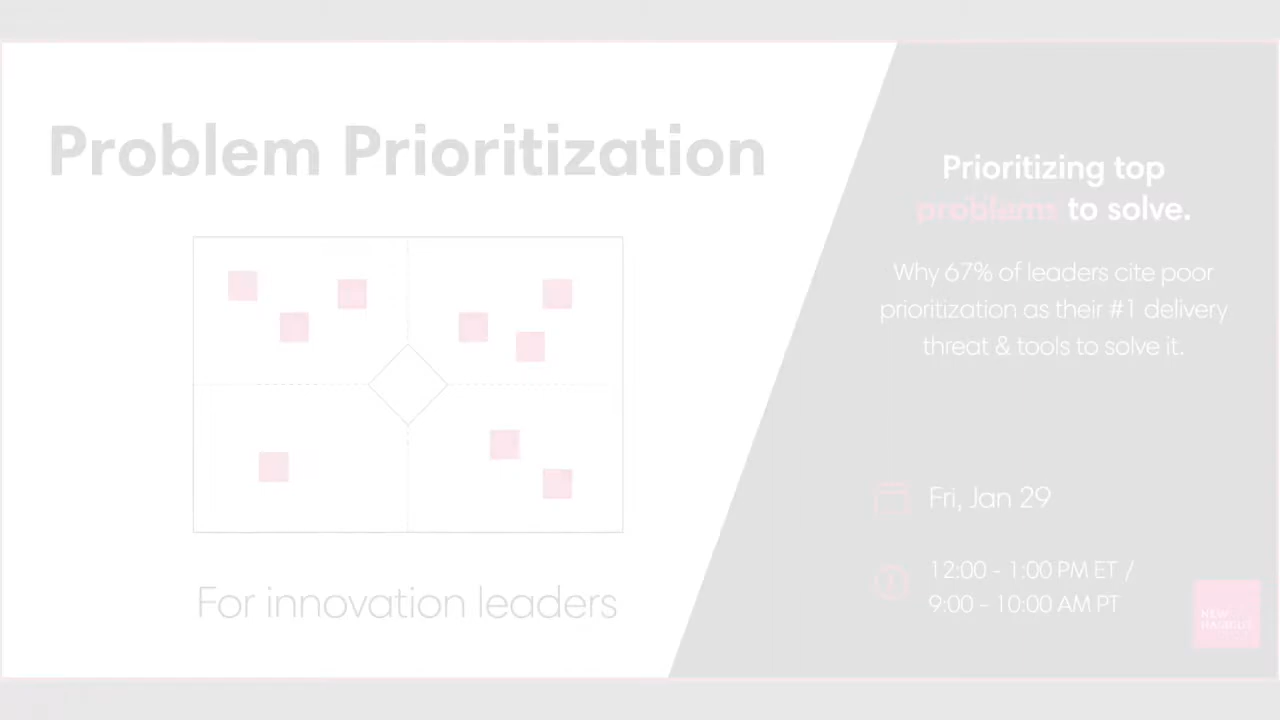 Problem Prioritization
For innovation leaders
Prioritizing top
problems to solve.
Why 67% of leaders cite poor
prioritization as their #1 delivery
threat & tools to solve it.
Fri, Jan 29
12:00 - 1:00 PM ET /
9:00 - 10:00 AM PT
NEW